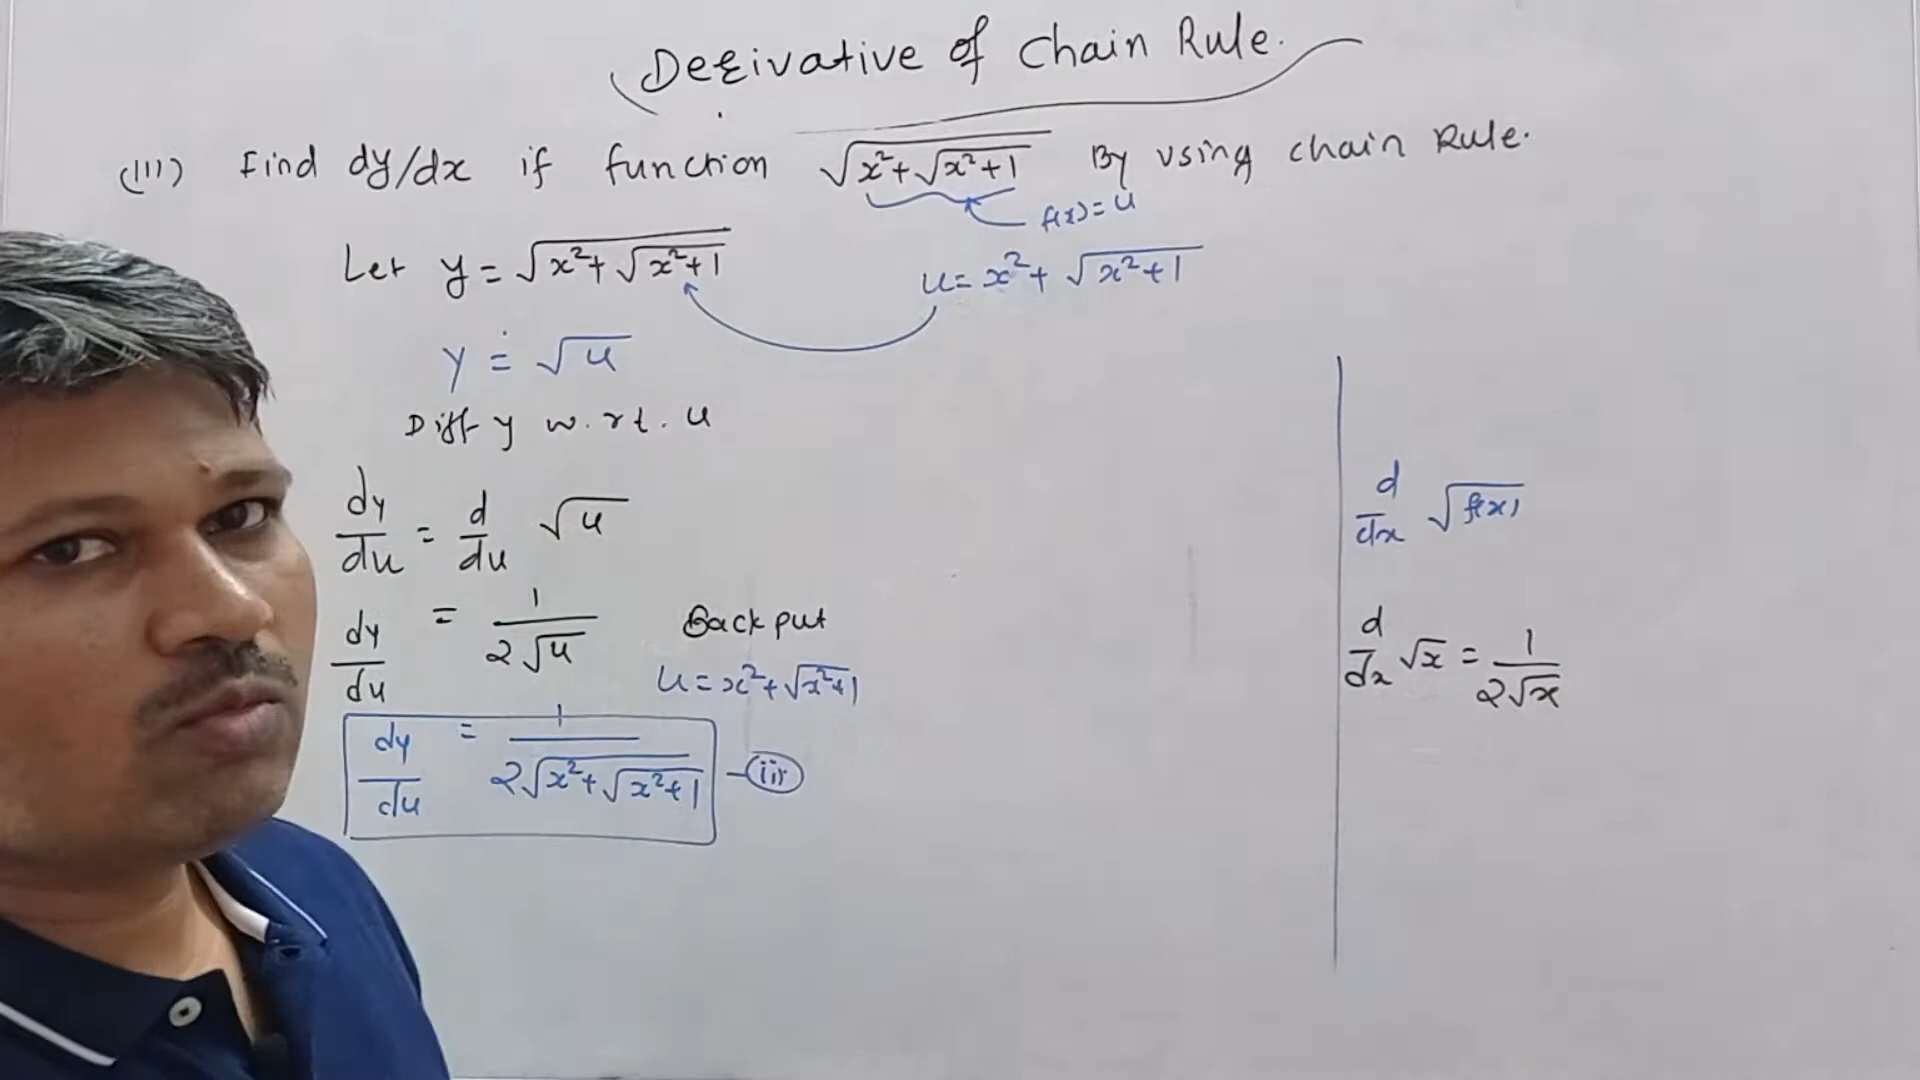 Derivative of Chain Rule.
(III) Find dy/dx if function √(x²+√(x²+1)) By using chain Rule.
f(x)=u
Let y = √(x²+√(x²+1))
u = x²+√(x²+1)
y = √u
Diff y w.r.t. u
dy/du = d/du √u
dy/du = 1/(2√u) Back put
u = x²+√(x²+1)
dy/du = 1/(2√(x²+√(x²+1))) —(ii)
d/dx √f(x)
d/dx √x = 1/(2√x)